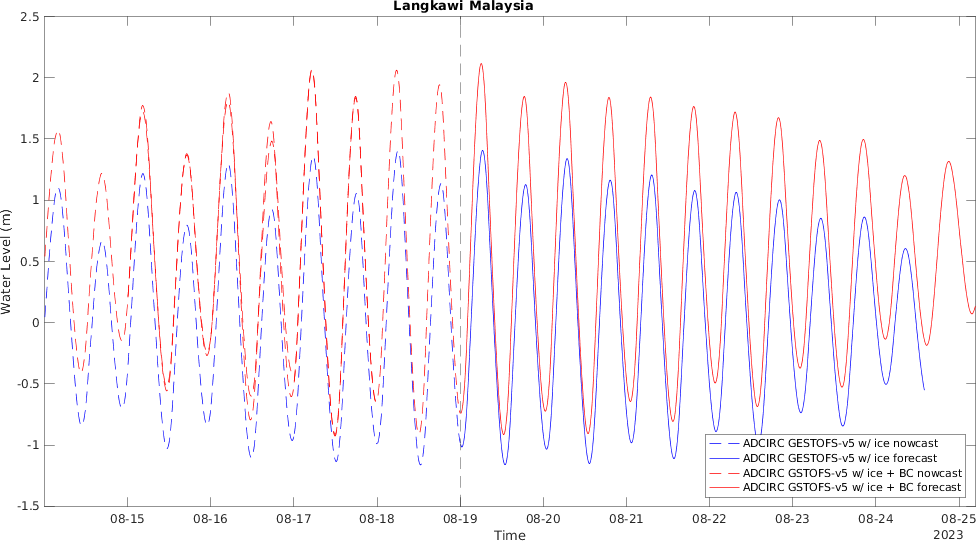 Langkawi Malaysia
2.5
2
1.5
1
0.5
0
-0.5
-1
-1.5
Water Level (m)
08-15 08-16 08-17 08-18 08-19 08-20 08-21 08-22 08-23 08-24 08-25
2023
Time
ADCIRC GESTOFS-v5 w/ ice nowcast
ADCIRC GESTOFS-v5 w/ ice forecast
ADCIRC GSTOFS-v5 w/ ice + BC nowcast
ADCIRC GSTOFS-v5 w/ ice + BC forecast